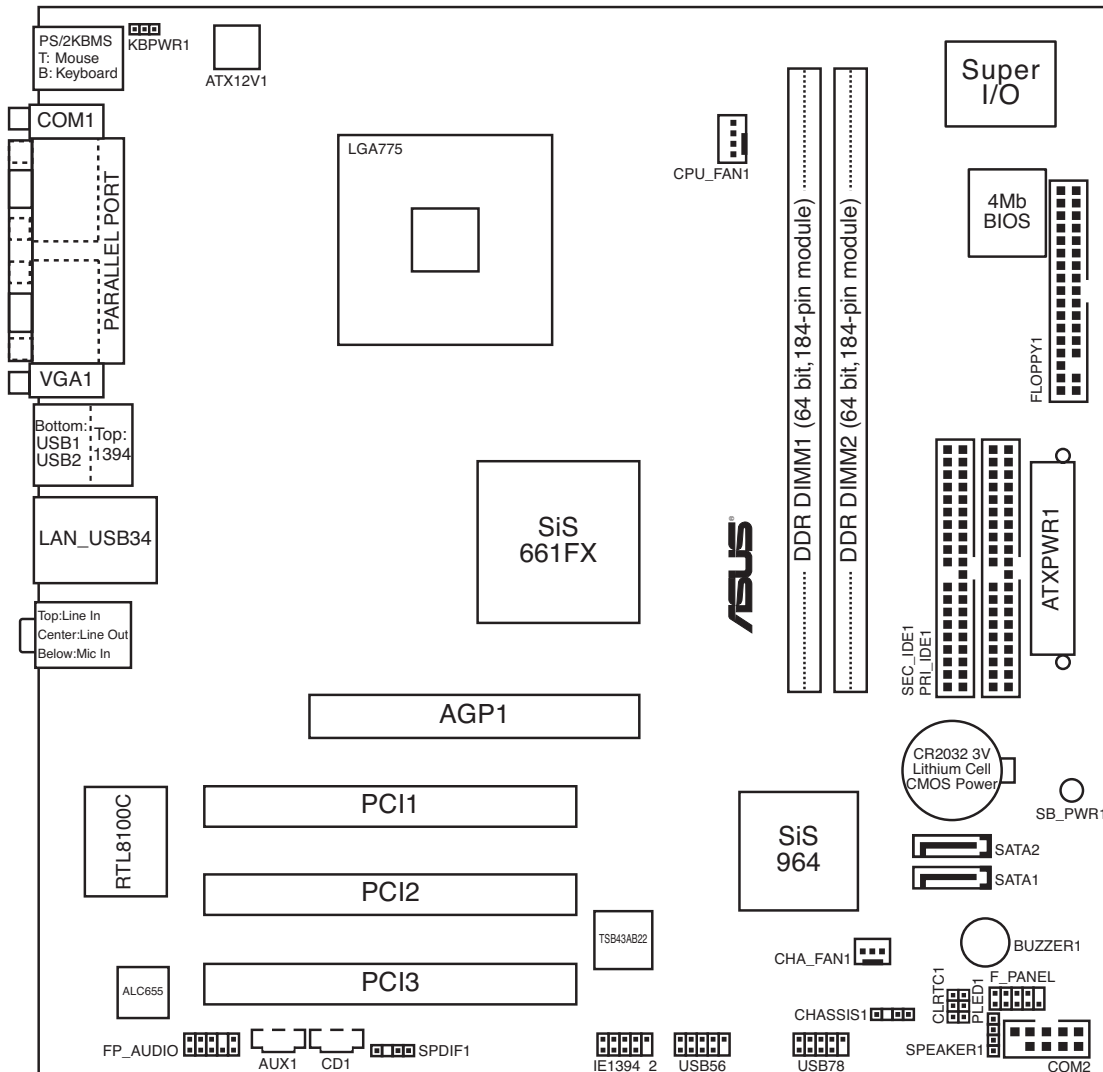 PS/2KBMS
T: Mouse
B: Keyboard
KBPWR1
ATX12V1
Super
I/O
COM1
LGA775
CPU_FAN1
PARALLEL PORT
4Mb
BIOS
FLOPPY1
DDR DIMM1 (64 bit,184-pin module)
DDR DIMM2 (64 bit,184-pin module)
VGA1
Bottom:
USB1
USB2
Top:
1394
LAN_USB34
SiS
661FX
ASUS®
SEC_IDE1
PRI_IDE1
ATXPWR1
Top:Line In
Center:Line Out
Below:Mic In
AGP1
CR2032 3V
Lithium Cell
CMOS Power
SB_PWR1
RTL8100C
PCI1
SiS
964
SATA2
SATA1
PCI2
TSB43AB22
BUZZER1
CHA_FAN1
ALC655
PCI3
CLRTC1
PLED1
F_PANEL
CHASSIS1
FP_AUDIO
AUX1
CD1
SPDIF1
IE1394_2
USB56
USB78
SPEAKER1
COM2